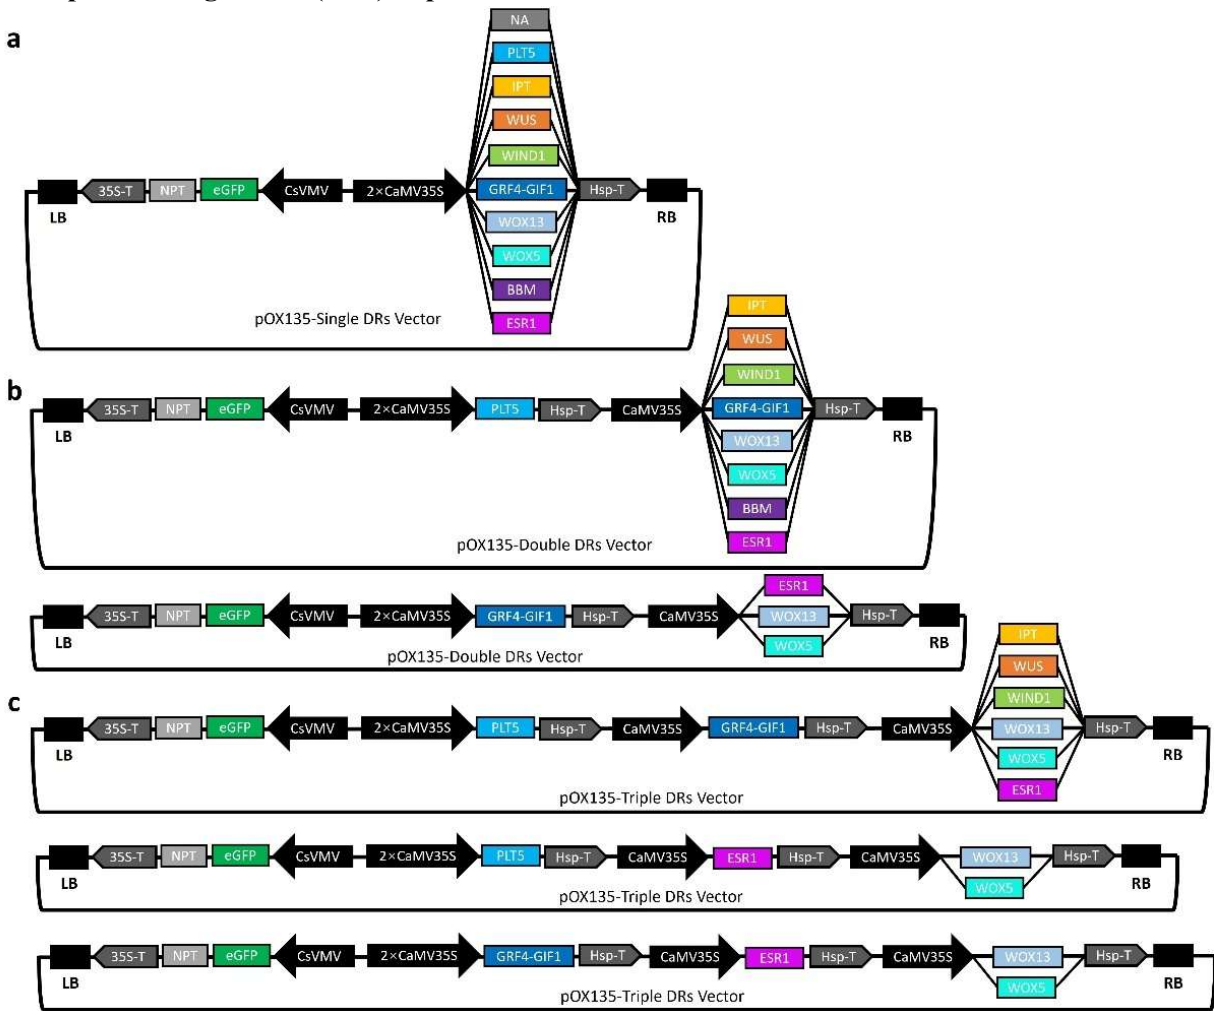 a
NA
PLT5
IPT
WUS
WIND1
35S-T NPT eGFP CsVMV 2×CaMV35S GRF4-GIF1 Hsp-T
LB RB
WOX13
WOX5
BBM
ESR1
pOX135-Single DRs Vector
b
IPT
WUS
WIND1
35S-T NPT eGFP CsVMV 2×CaMV35S PLT5 Hsp-T CaMV35S GRF4-GIF1 Hsp-T
LB RB
WOX13
WOX5
BBM
ESR1
pOX135-Double DRs Vector
ESR1
35S-T NPT eGFP CsVMV 2×CaMV35S GRF4-GIF1 Hsp-T CaMV35S WOX13 Hsp-T
LB RB
WOX5
pOX135-Double DRs Vector
c
IPT
WUS
WIND1
35S-T NPT eGFP CsVMV 2×CaMV35S PLT5 Hsp-T CaMV35S GRF4-GIF1 Hsp-T CaMV35S WOX13 Hsp-T
LB RB
WOX5
ESR1
pOX135-Triple DRs Vector
35S-T NPT eGFP CsVMV 2×CaMV35S PLT5 Hsp-T CaMV35S ESR1 Hsp-T CaMV35S WOX13 Hsp-T
LB RB
WOX5
pOX135-Triple DRs Vector
35S-T NPT eGFP CsVMV 2×CaMV35S GRF4-GIF1 Hsp-T CaMV35S ESR1 Hsp-T CaMV35S WOX13 Hsp-T
LB RB
WOX5
pOX135-Triple DRs Vector